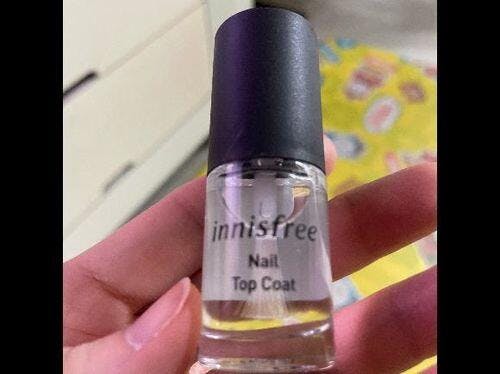 innisfree
Nail
Top Coat